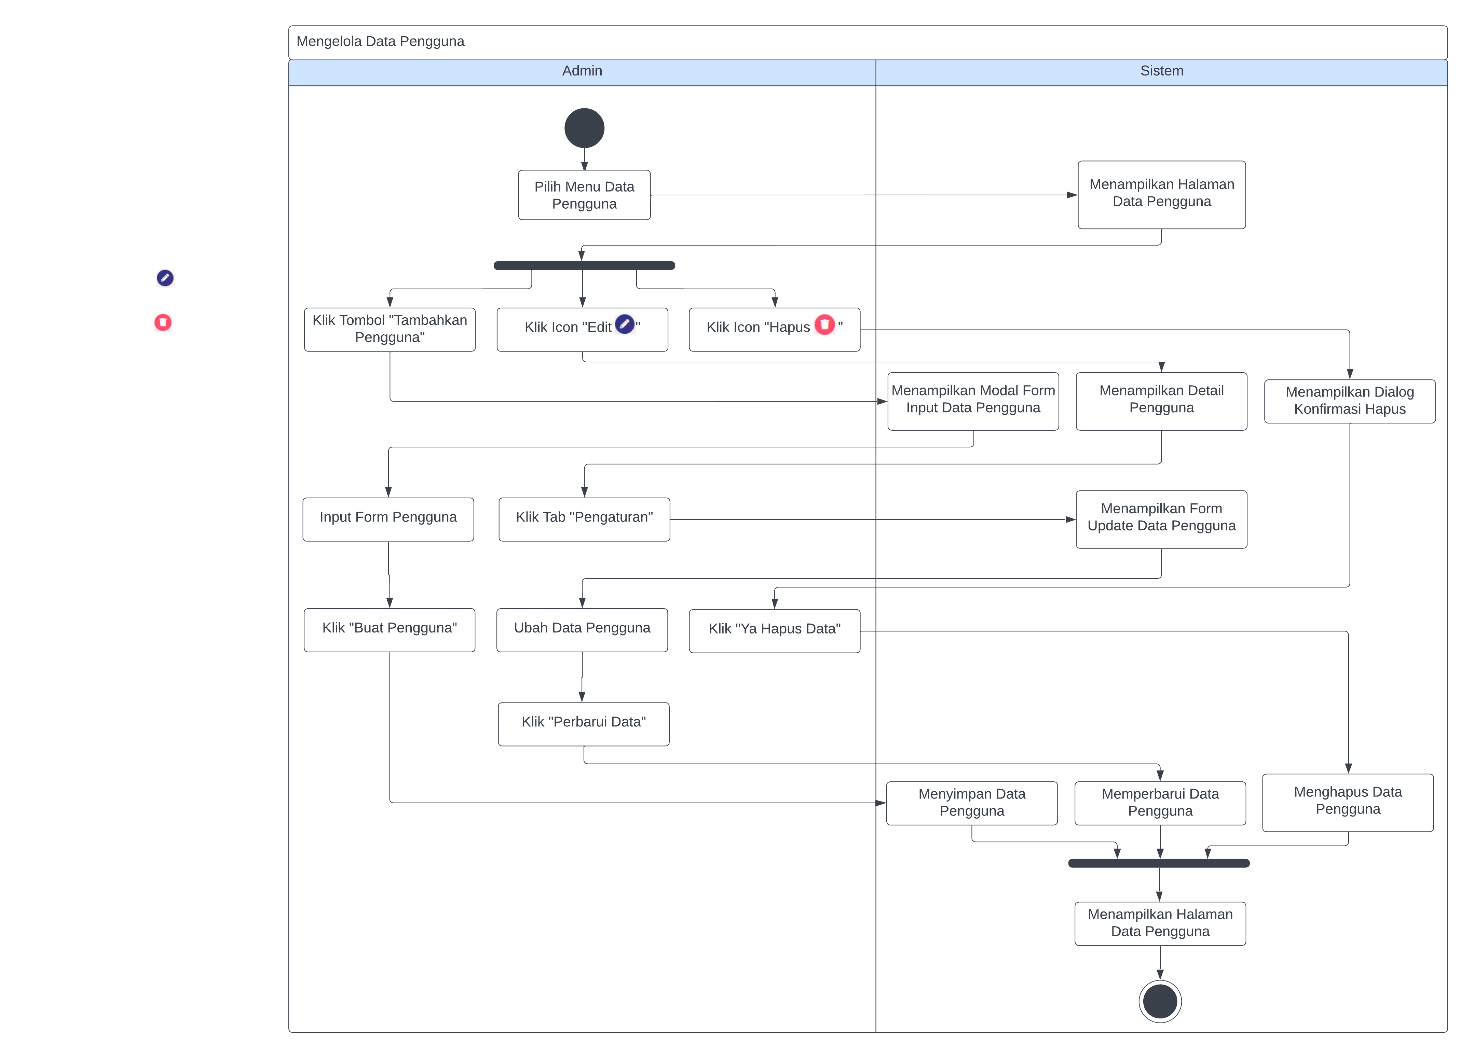 Mengelola Data Pengguna
Admin
Sistem
Pilih Menu Data
Pengguna
Menampilkan Halaman
Data Pengguna
Klik Tombol "Tambahkan
Pengguna"
Klik Icon "Edit "
Klik Icon "Hapus "
Menampilkan Modal Form
Input Data Pengguna
Menampilkan Detail
Pengguna
Menampilkan Dialog
Konfirmasi Hapus
Input Form Pengguna
Klik Tab "Pengaturan"
Menampilkan Form
Update Data Pengguna
Klik "Buat Pengguna"
Ubah Data Pengguna
Klik "Ya Hapus Data"
Klik "Perbarui Data"
Menyimpan Data
Pengguna
Memperbarui Data
Pengguna
Menghapus Data
Pengguna
Menampilkan Halaman
Data Pengguna